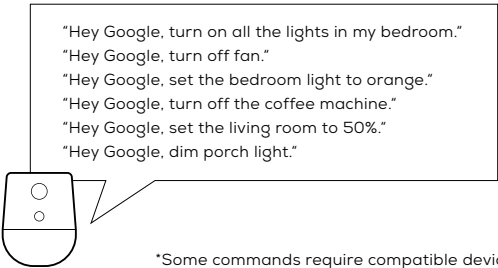 "Hey Google, turn on all the lights in my bedroom."
"Hey Google, turn off fan."
"Hey Google, set the bedroom light to orange."
"Hey Google, turn off the coffee machine."
"Hey Google, set the living room to 50%."
"Hey Google, dim porch light."
*Some commands require compatible